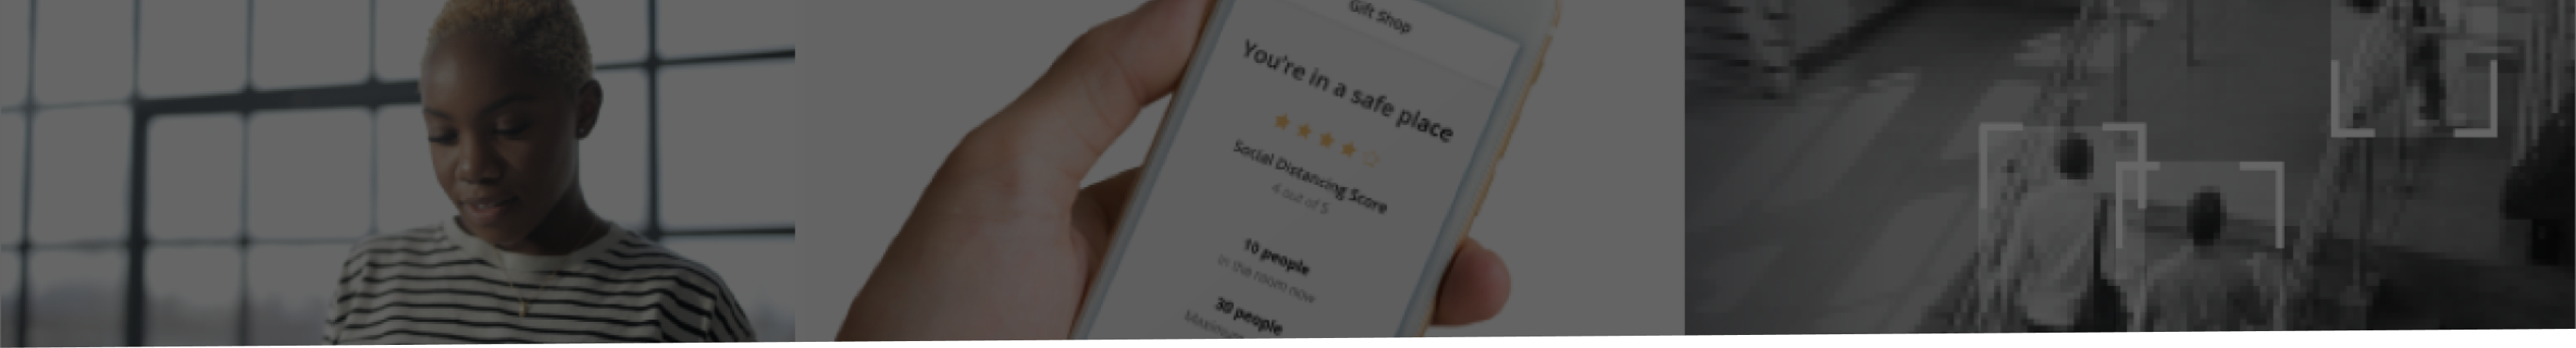 Gift Shop
You're in a safe place
Social Distancing Score
4 out of 5
10 people
in the room now
30 people